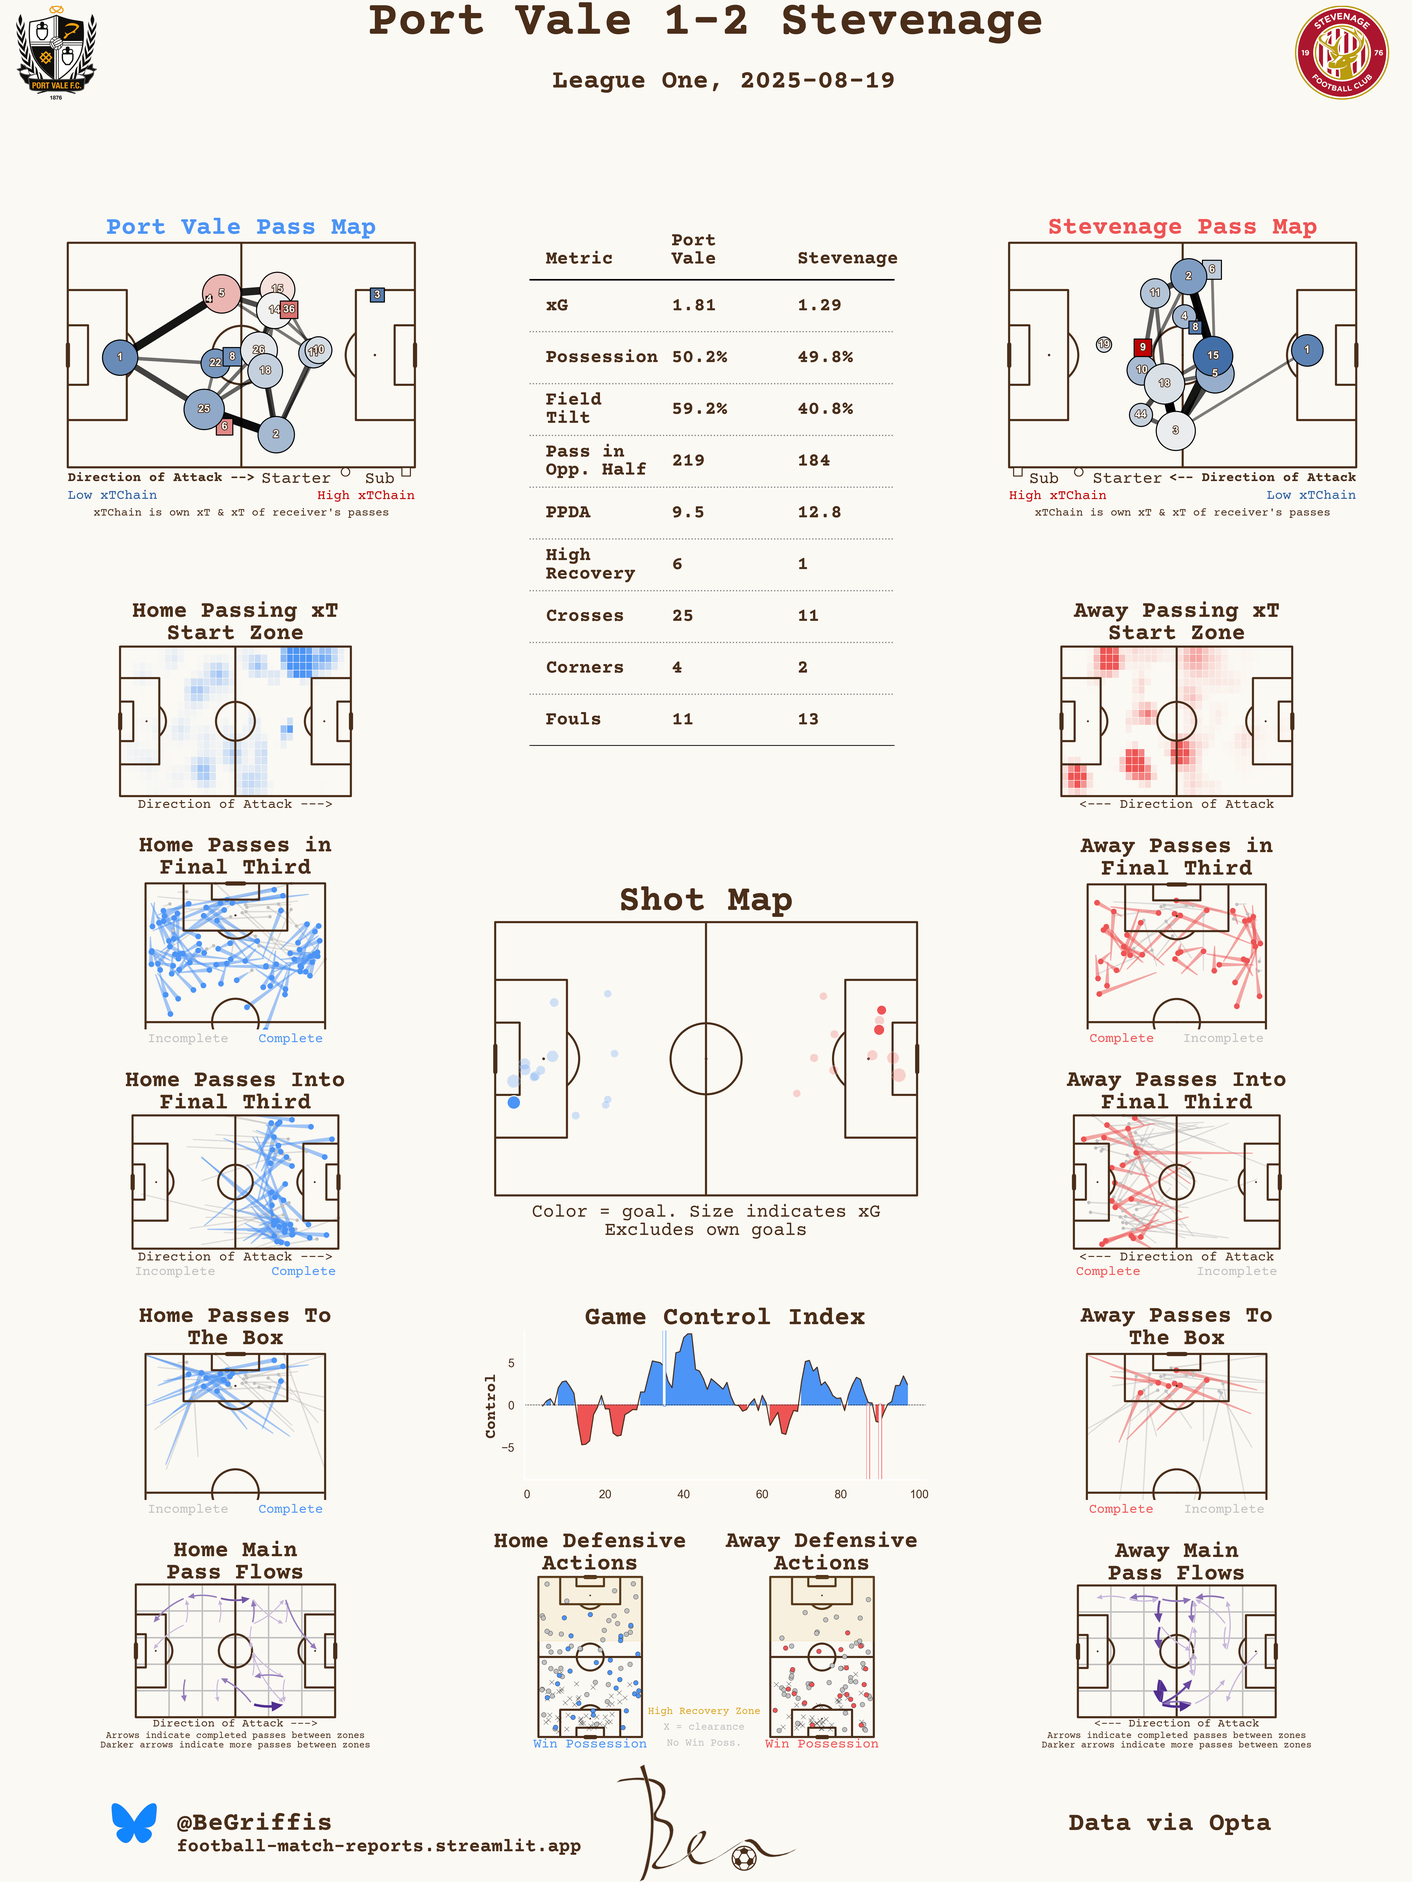 Port Vale 1-2 Stevenage
League One, 2025-08-19
PORT VALE F.C.
1876
STEVENAGE
19 76
FOOTBALL CLUB
Port Vale Pass Map
4
5
15
14
36
3
1
22
8
26
18
11
10
25
6
2
Direction of Attack --> Starter Sub
Low xTChain High xTChain
xTChain is own xT & xT of receiver's passes
Metric Port Vale Stevenage
xG 1.81 1.29
Possession 50.2% 49.8%
Field Tilt 59.2% 40.8%
Pass in Opp. Half 219 184
PPDA 9.5 12.8
High Recovery 6 1
Crosses 25 11
Corners 4 2
Fouls 11 13
Stevenage Pass Map
2
6
11
4
8
19
9
15
1
10
18
5
44
3
Sub Starter <-- Direction of Attack
High xTChain Low xTChain
xTChain is own xT & xT of receiver's passes
Home Passing xT
Start Zone
Direction of Attack --->
Away Passing xT
Start Zone
<--- Direction of Attack
Home Passes in
Final Third
Incomplete Complete
Away Passes in
Final Third
Complete Incomplete
Shot Map
Color = goal. Size indicates xG
Excludes own goals
Home Passes Into
Final Third
Direction of Attack --->
Incomplete Complete
Away Passes Into
Final Third
<--- Direction of Attack
Complete Incomplete
Home Passes To
The Box
Incomplete Complete
Game Control Index
Control
5
0
−5
0 20 40 60 80 100
Away Passes To
The Box
Complete Incomplete
Home Main
Pass Flows
Direction of Attack --->
Arrows indicate completed passes between zones
Darker arrows indicate more passes between zones
Home Defensive
Actions
Win Possession
High Recovery Zone
X = clearance
No Win Poss.
Away Defensive
Actions
Win Possession
Away Main
Pass Flows
<--- Direction of Attack
Arrows indicate completed passes between zones
Darker arrows indicate more passes between zones
@BeGriffis
football-match-reports.streamlit.app
Ben
Data via Opta